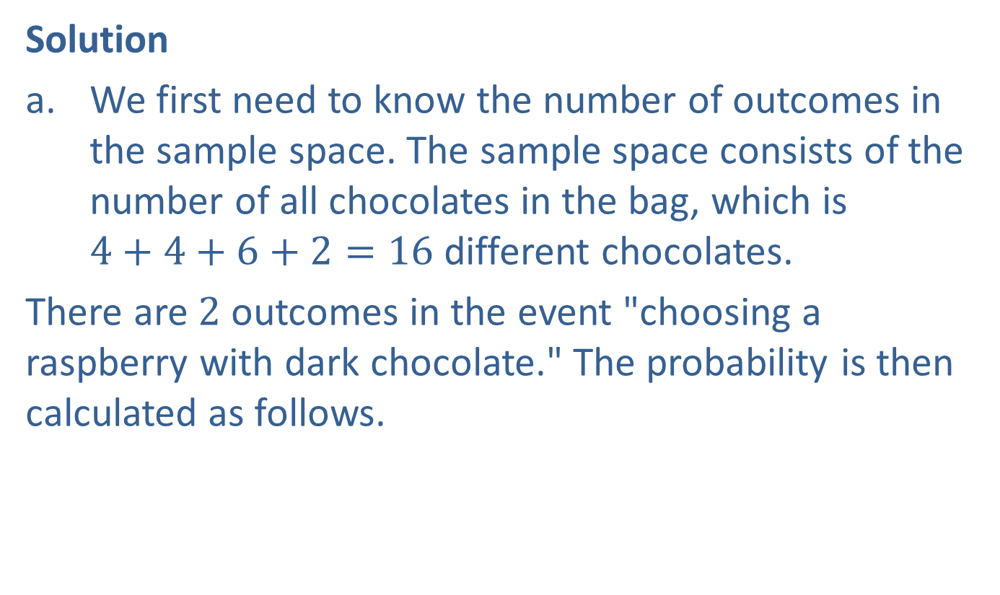 Solution
a. We first need to know the number of outcomes in
the sample space. The sample space consists of the
number of all chocolates in the bag, which is
4 + 4 + 6 + 2 = 16 different chocolates.
There are 2 outcomes in the event "choosing a
raspberry with dark chocolate." The probability is then
calculated as follows.